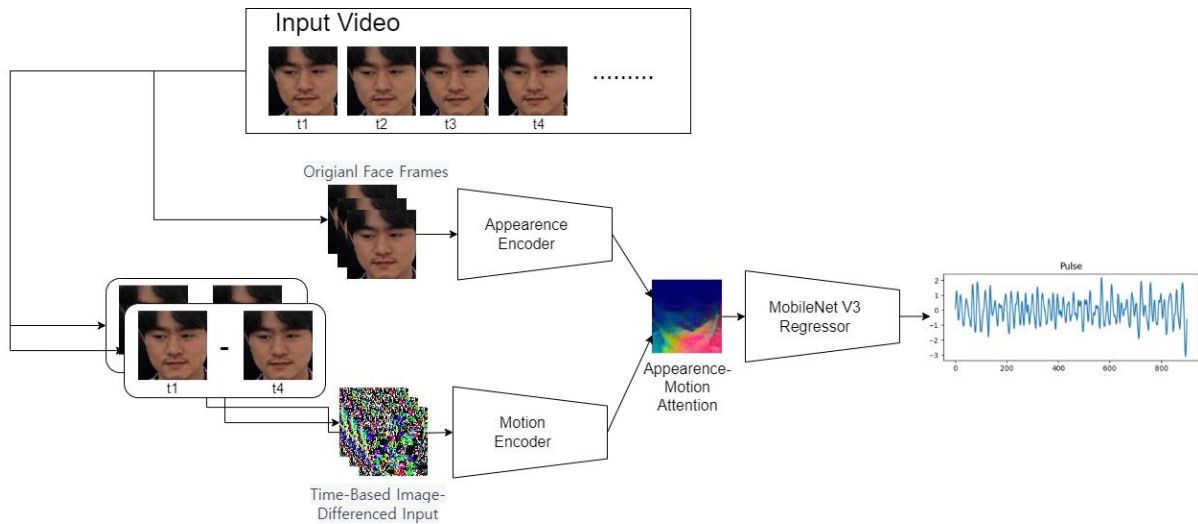 Input Video
.........
t1
t2
t3
t4
Origianl Face Frames
Appearence
Encoder
t1
-
t4
Appearance-
Motion
Attention
MobileNet V3
Regressor
Pulse
2
1
0
-1
-2
-3
0
200
400
600
800
Motion
Encoder
Time-Based Image-
Differenced Input